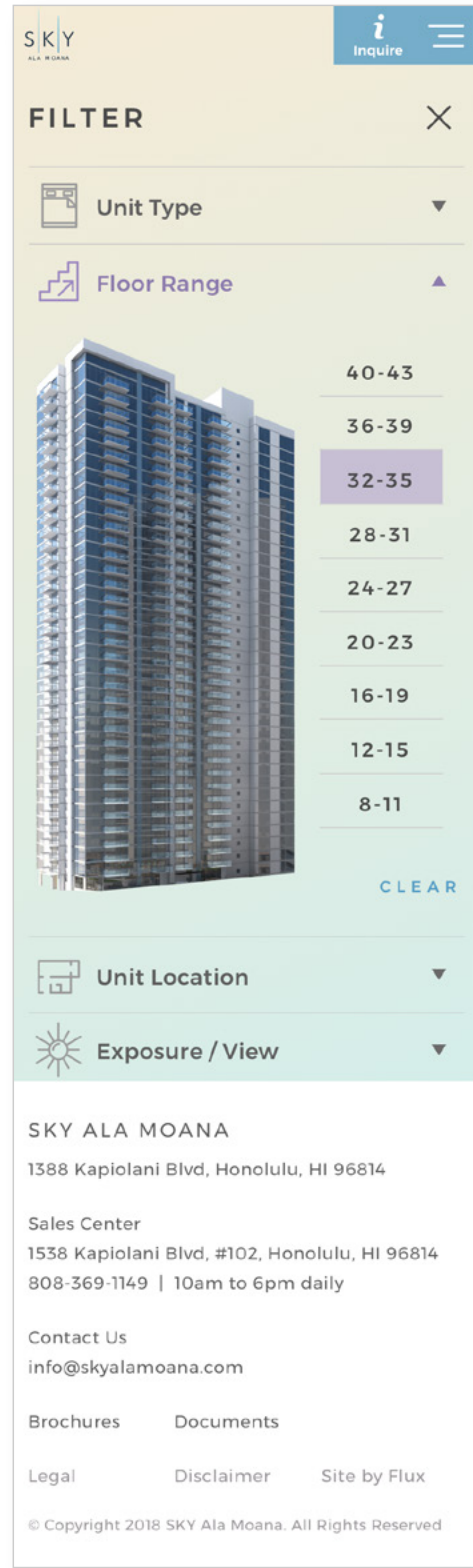 SKY
ALA MOANA
i
Inquire
FILTER
Unit Type
Floor Range
40-43
36-39
32-35
28-31
24-27
20-23
16-19
12-15
8-11
CLEAR
Unit Location
Exposure / View
SKY ALA MOANA
1388 Kapiolani Blvd, Honolulu, HI 96814
Sales Center
1538 Kapiolani Blvd, #102, Honolulu, HI 96814
808-369-1149 | 10am to 6pm daily
Contact Us
info@skyalamoana.com
Brochures Documents
Legal Disclaimer Site by Flux
© Copyright 2018 SKY Ala Moana. All Rights Reserved